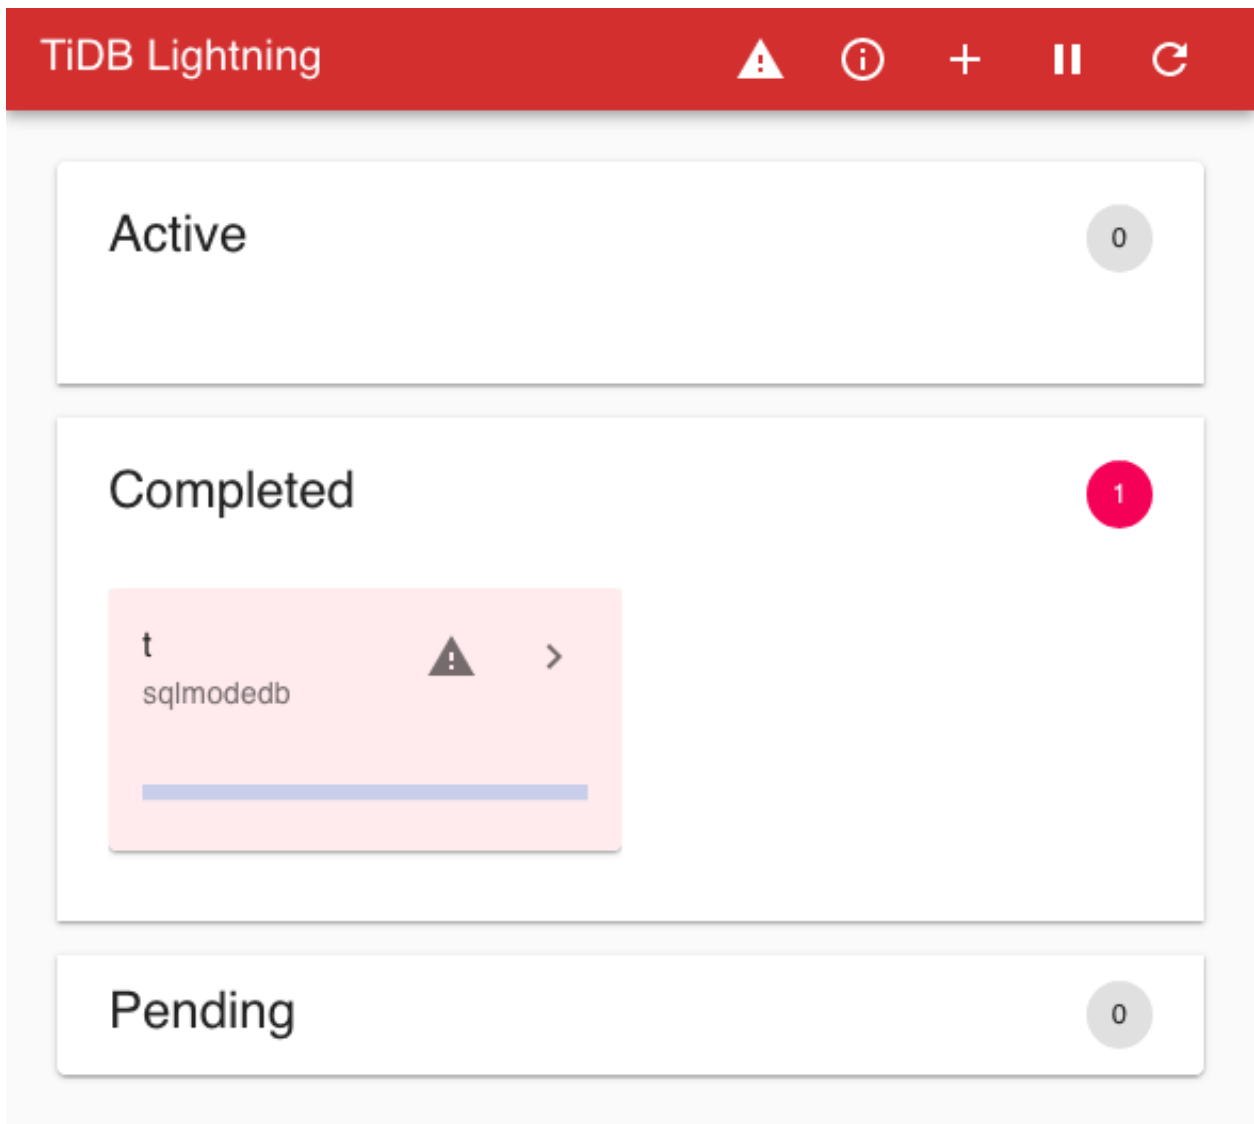 TiDB Lightning
Active
0
Completed
1
t
sqlmodedb
Pending
0